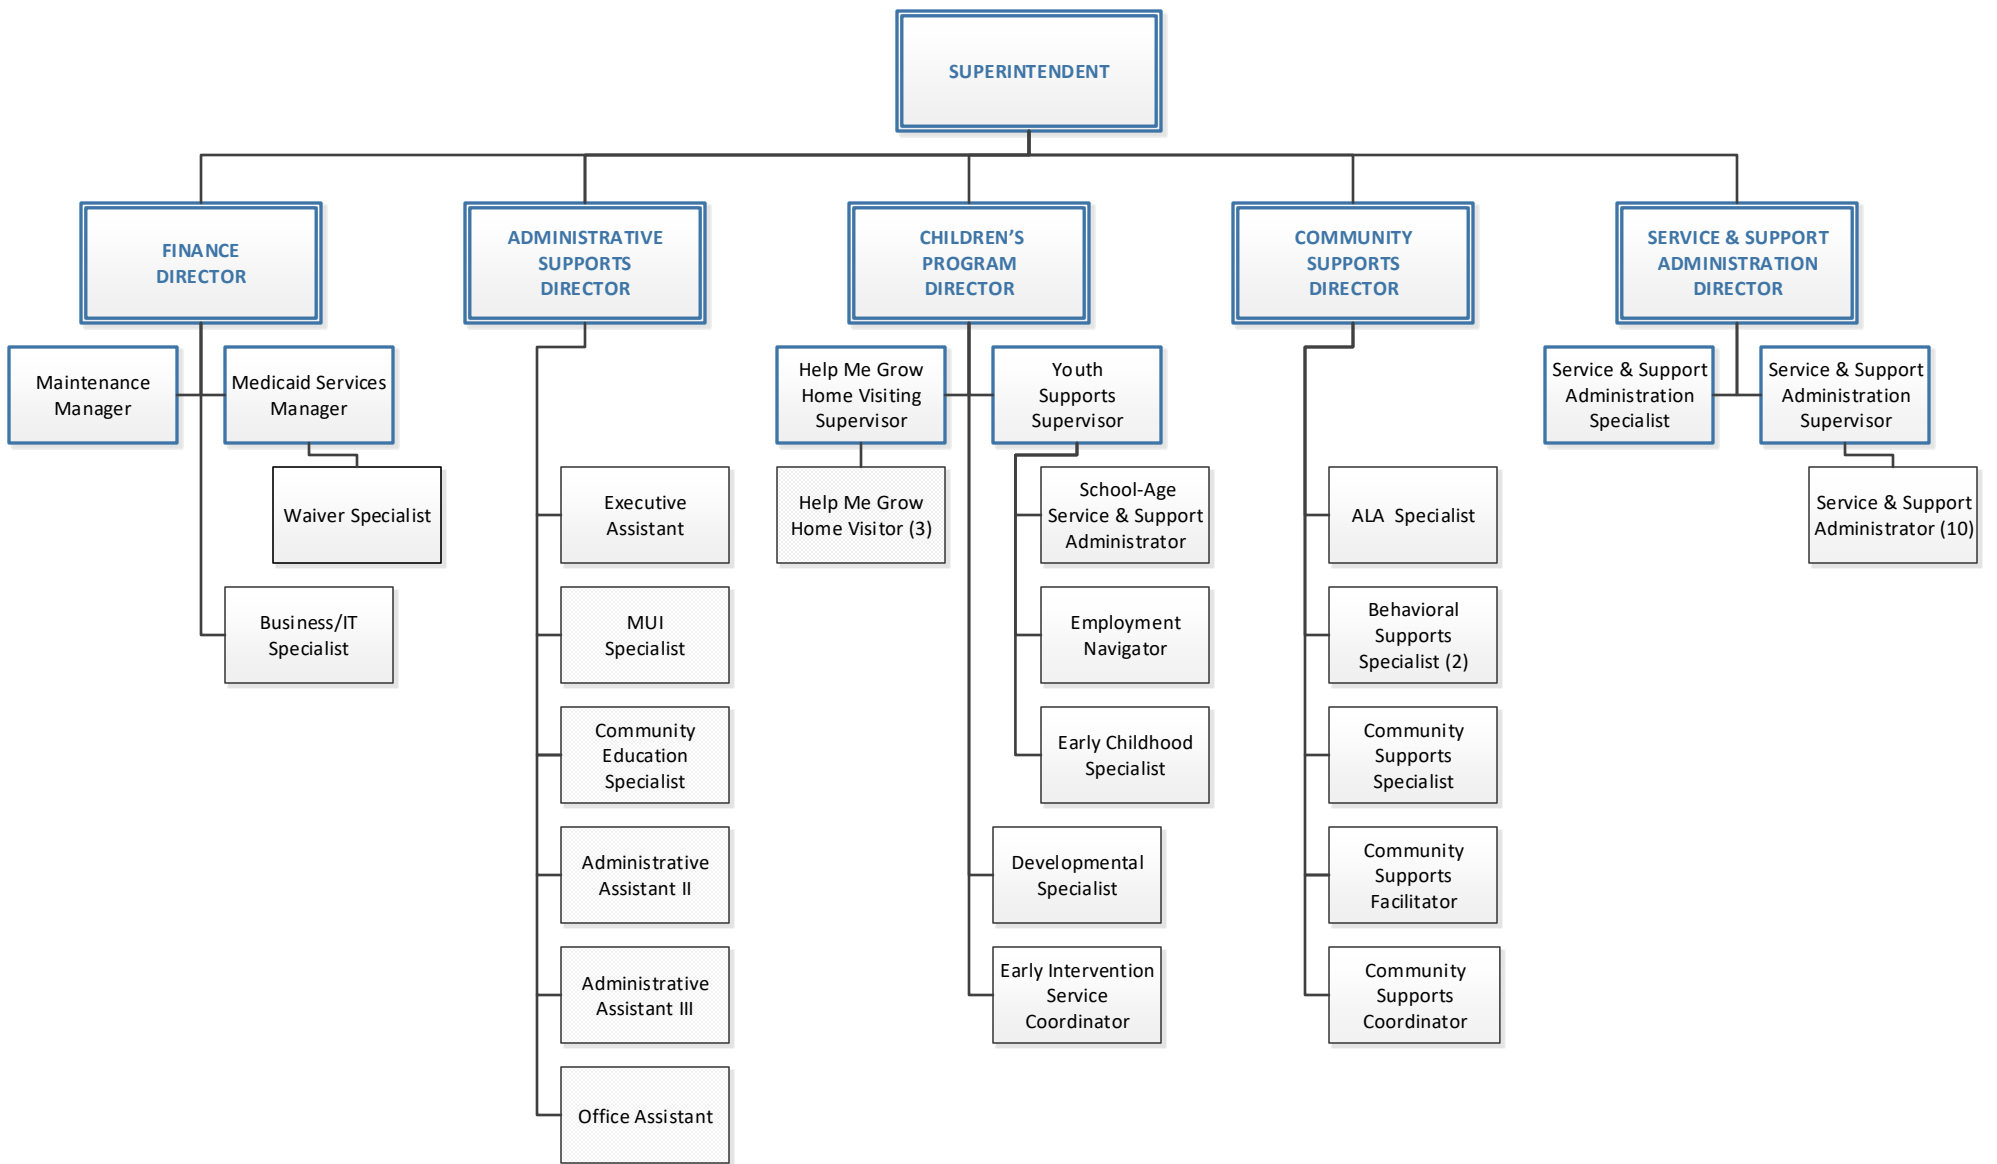 SUPERINTENDENT
FINANCE
DIRECTOR
ADMINISTRATIVE
SUPPORTS
DIRECTOR
CHILDREN’S
PROGRAM
DIRECTOR
COMMUNITY
SUPPORTS
DIRECTOR
SERVICE & SUPPORT
ADMINISTRATION
DIRECTOR
Maintenance
Manager
Medicaid Services
Manager
Help Me Grow
Home Visiting
Supervisor
Youth
Supports
Supervisor
Service & Support
Administration
Specialist
Service & Support
Administration
Supervisor
Waiver Specialist
Executive
Assistant
Help Me Grow
Home Visitor (3)
School-Age
Service & Support
Administrator
ALA  Specialist
Service & Support
Administrator (10)
Business/IT
Specialist
MUI
Specialist
Employment
Navigator
Behavioral
Supports
Specialist (2)
Community
Education
Specialist
Early Childhood
Specialist
Community
Supports
Specialist
Administrative
Assistant II
Developmental
Specialist
Community
Supports
Facilitator
Administrative
Assistant III
Early Intervention
Service
Coordinator
Community
Supports
Coordinator
Office Assistant